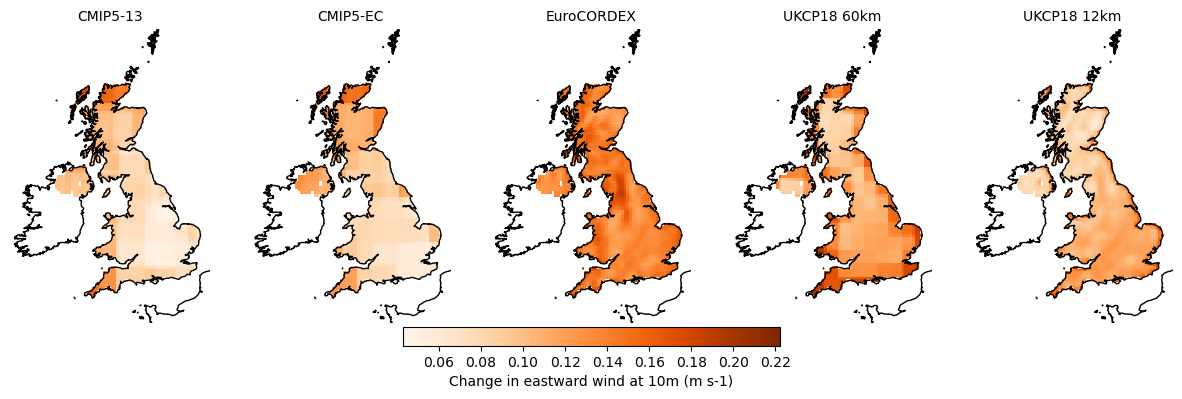 CMIP5-13 CMIP5-EC EuroCORDEX UKCP18 60km UKCP18 12km
0.06 0.08 0.10 0.12 0.14 0.16 0.18 0.20 0.22
Change in eastward wind at 10m (m s-1)